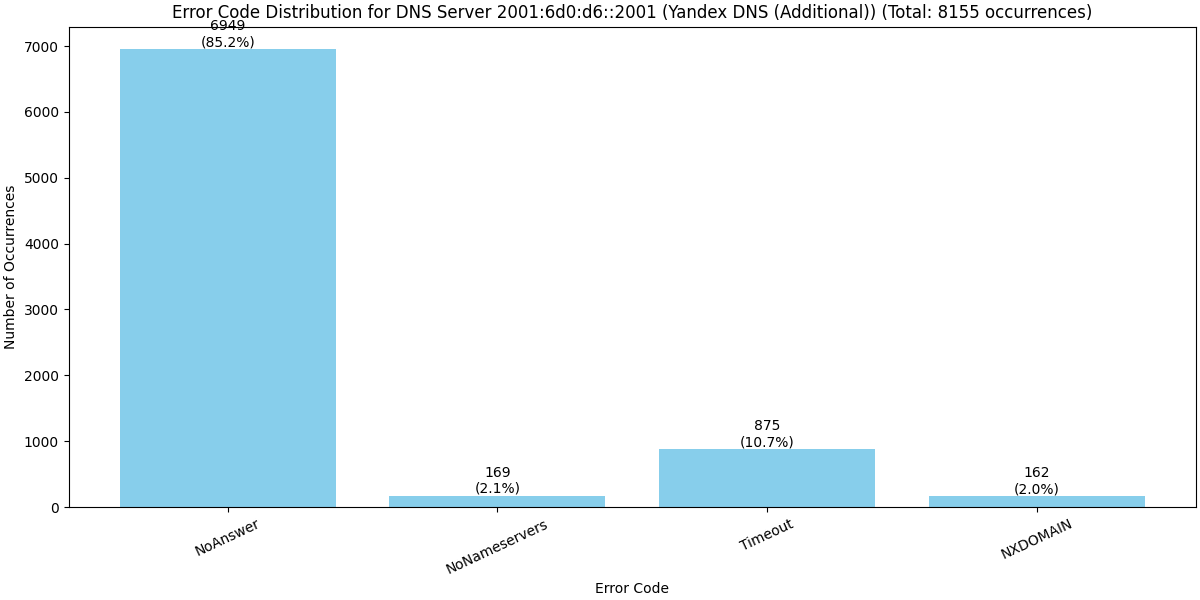 Error Code Distribution for DNS Server 2001:6d0:d6::2001 (Yandex DNS (Additional)) (Total: 8155 occurrences)
6949
(85.2%)
169
(2.1%)
875
(10.7%)
162
(2.0%)
7000
6000
5000
4000
3000
2000
1000
0
Number of Occurrences
NoAnswer
NoNameservers
Timeout
NXDOMAIN
Error Code